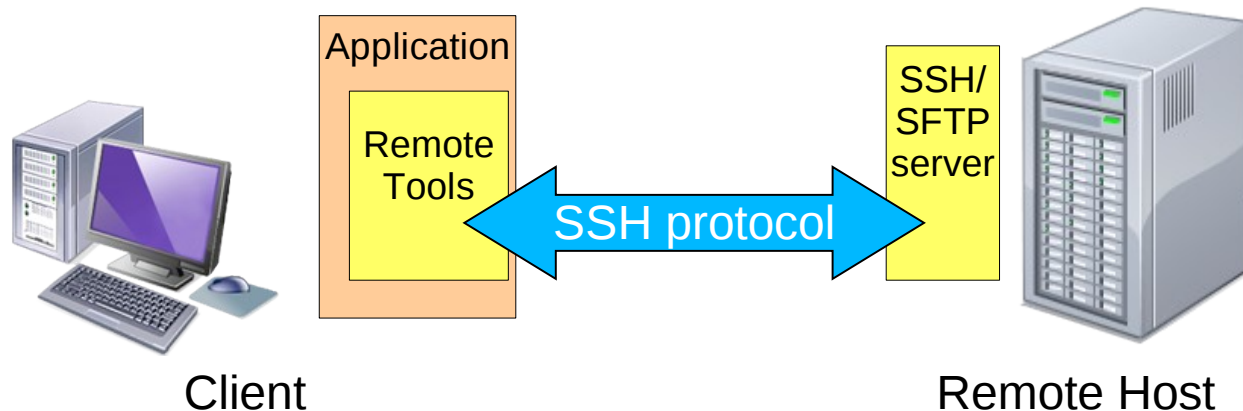 Application
Remote
Tools
SSH protocol
SSH/
SFTP
server
Client
Remote Host